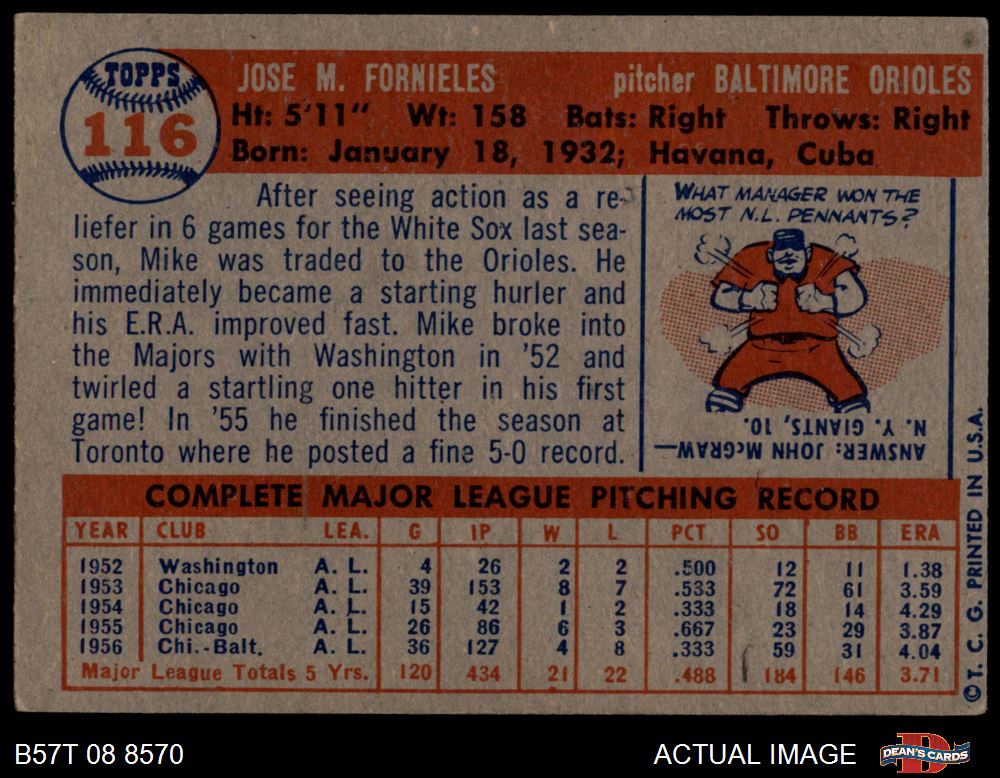 TOPPS
116
JOSE M. FORNIELES pitcher BALTIMORE ORIOLES
Ht: 5'11" Wt: 158 Bats: Right Throws: Right
Born: January 18, 1932; Havana, Cuba
After seeing action as a re-
liefer in 6 games for the White Sox last sea-
son, Mike was traded to the Orioles. He
immediately became a starting hurler and
his E.R.A. improved fast. Mike broke into
the Majors with Washington in '52 and
twirled a startling one hitter in his first
game! In '55 he finished the season at
Toronto where he posted a fine 5-0 record.
WHAT MANAGER WON THE
MOST N.L. PENNANTS?
ANSWER: JOHN McGRAW—
N. Y. GIANTS, 10.
COMPLETE MAJOR LEAGUE PITCHING RECORD
YEAR CLUB LEA. G IP W L PCT SO BB ERA
1952 Washington A. L. 4 26 2 2 .500 12 11 1.38
1953 Chicago A. L. 39 153 8 7 .533 72 61 3.59
1954 Chicago A. L. 15 42 1 2 .333 18 14 4.29
1955 Chicago A. L. 26 86 6 3 .667 23 29 3.87
1956 Chi.-Balt. A. L. 36 127 4 8 .333 59 31 4.04
Major League Totals 5 Yrs. 120 434 21 22 .488 184 146 3.71
©T. C. G. PRINTED IN U.S.A.
B57T 08 8570
ACTUAL IMAGE
D
DEAN'S CARDS